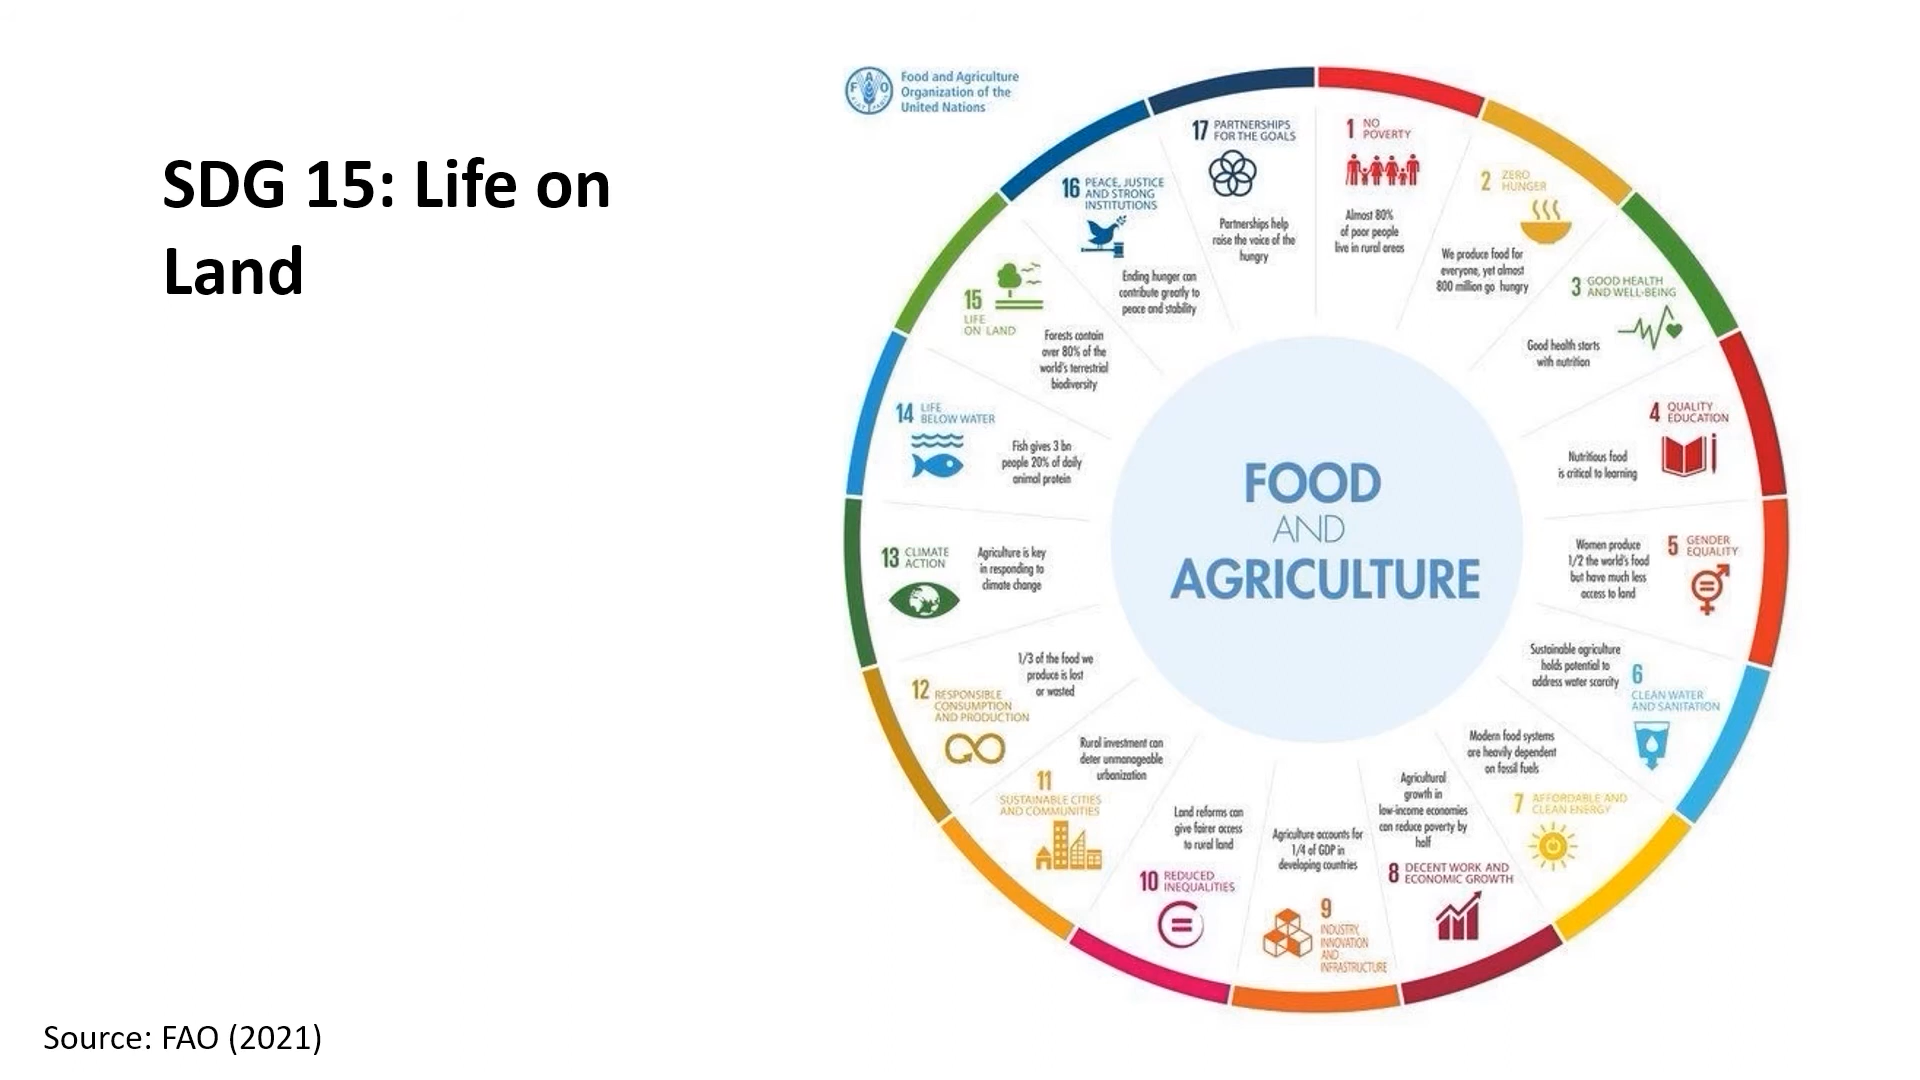 SDG 15: Life on
Land
Food and Agriculture
Organization of the
United Nations
1 NO
POVERTY
Almost 80%
of poor people
live in rural areas
2 ZERO
HUNGER
We produce food for
everyone, yet almost
800 million go hungry
3 GOOD HEALTH
AND WELL-BEING
Good health starts
with nutrition
4 QUALITY
EDUCATION
Nutritious food
is critical to learning
5 GENDER
EQUALITY
Women produce
1/2 the world's food
but have much less
access to land
6
CLEAN WATER
AND SANITATION
Sustainable agriculture
holds potential to
address water scarcity
7 AFFORDABLE AND
CLEAN ENERGY
Modern food systems
are heavily dependent
on fossil fuels
8 DECENT WORK AND
ECONOMIC GROWTH
Agricultural
growth in
low-income economies
can reduce poverty by
half
9
INDUSTRY,
INNOVATION
AND
INFRASTRUCTURE
Agriculture accounts for
1/4 of GDP in
developing countries
10 REDUCED
INEQUALITIES
Land reforms can
give fairer access
to rural land
11
SUSTAINABLE CITIES
AND COMMUNITIES
Rural investment can
deter unmanageable
urbanization
12 RESPONSIBLE
CONSUMPTION
AND PRODUCTION
1/3 of the food we
produce is lost
or wasted
13 CLIMATE
ACTION
Agriculture is key
in responding to
climate change
14 LIFE
BELOW WATER
Fish gives 3 bn
people 20% of daily
animal protein
15
LIFE
ON LAND
Forests contain
over 80% of the
world's terrestrial
biodiversity
16 PEACE, JUSTICE
AND STRONG
INSTITUTIONS
Ending hunger can
contribute greatly to
peace and stability
17 PARTNERSHIPS
FOR THE GOALS
Partnerships help
raise the voice of the
hungry
FOOD
AND
AGRICULTURE
Source: FAO (2021)